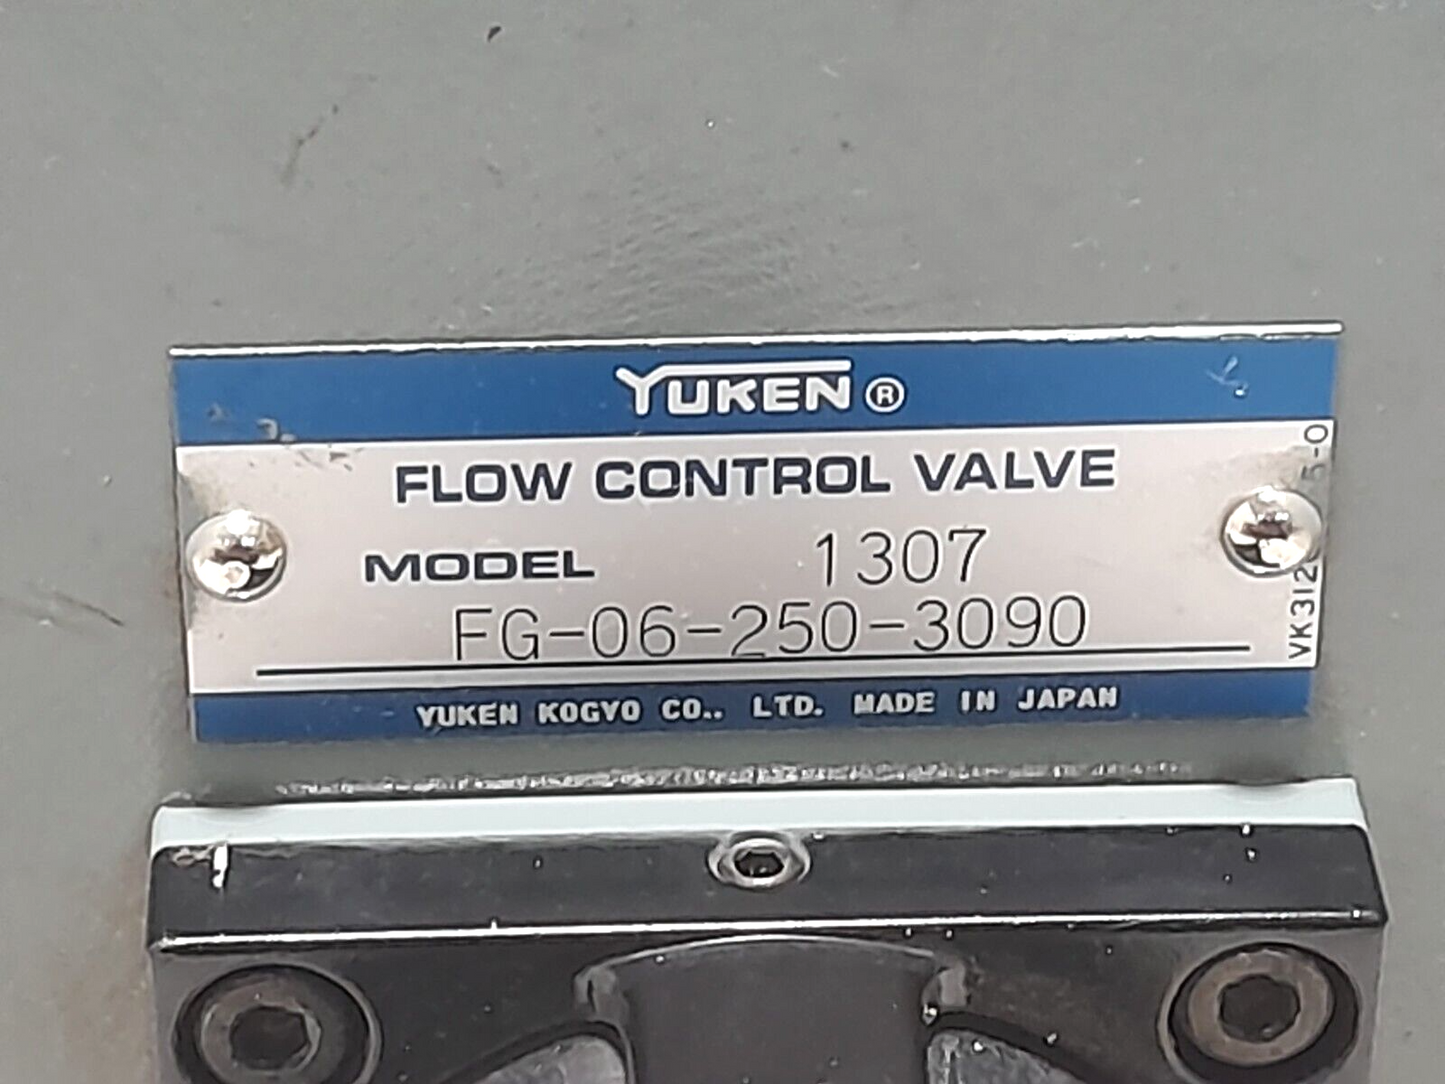 YUKEN ®
FLOW CONTROL VALVE
MODEL 1307
FG-06-250-3090
YUKEN KOGYO CO., LTD. MADE IN JAPAN